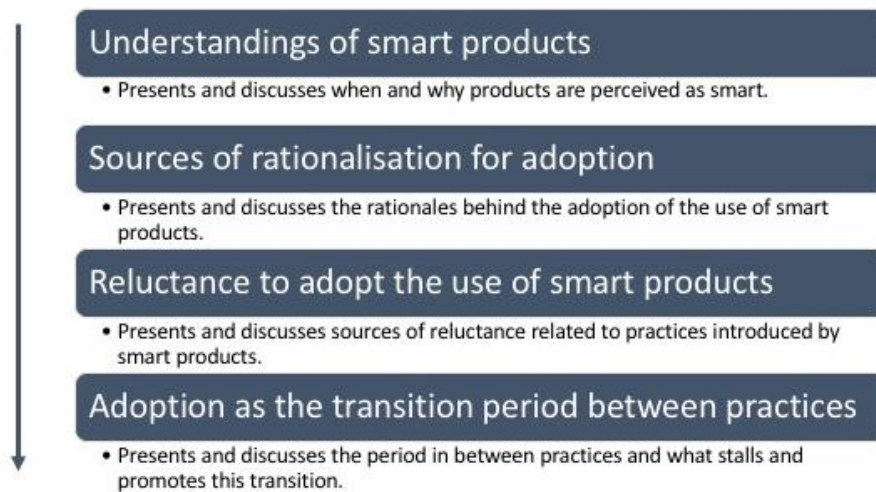 Understandings of smart products
• Presents and discusses when and why products are perceived as smart.
Sources of rationalisation for adoption
• Presents and discusses the rationales behind the adoption of the use of smart
products.
Reluctance to adopt the use of smart products
• Presents and discusses sources of reluctance related to practices introduced by
smart products.
Adoption as the transition period between practices
• Presents and discusses the period in between practices and what stalls and
promotes this transition.